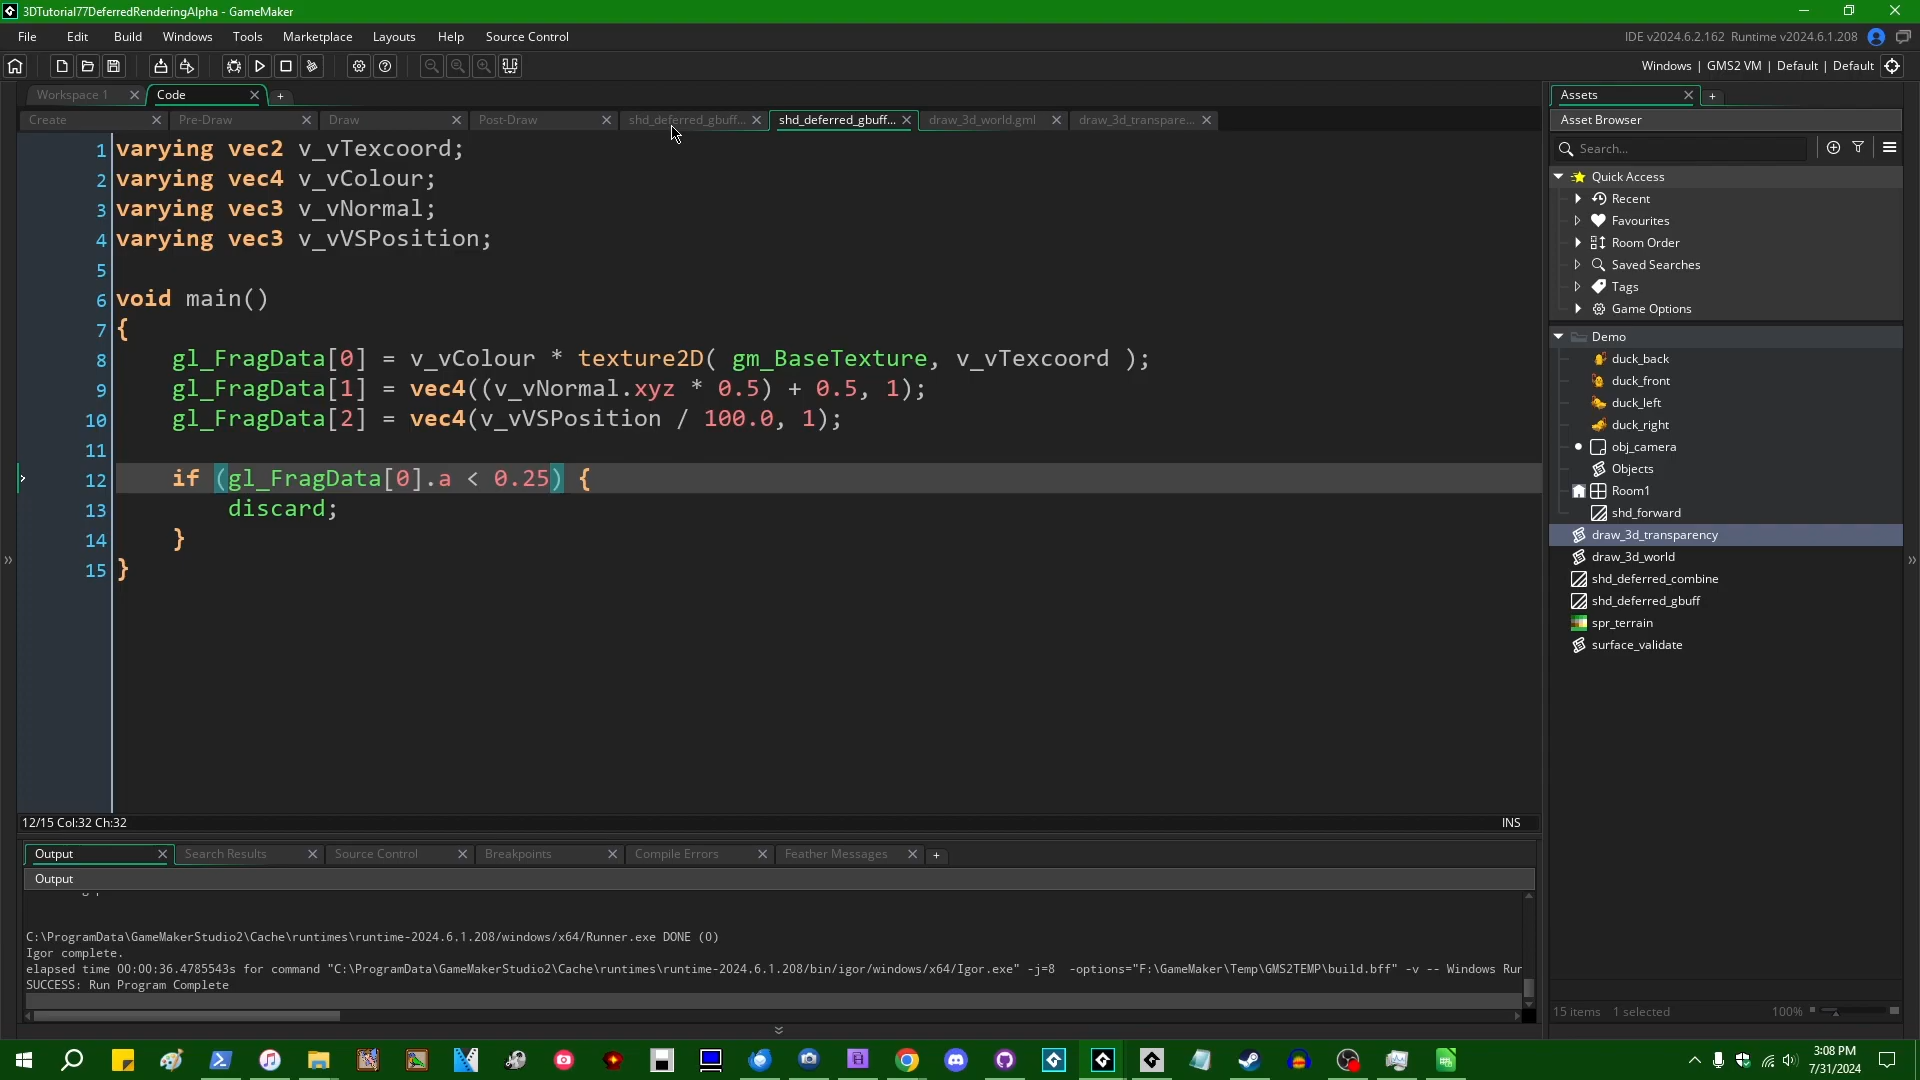 3DTutorial77DeferredRenderingAlpha - GameMaker
File Edit Build Windows Tools Marketplace Layouts Help Source Control
IDE v2024.6.2.162 Runtime v2024.6.1.208
Windows | GMS2 VM | Default | Default
Workspace 1
Code
Create
Pre-Draw
Draw
Post-Draw
shd_deferred_gbuff...
shd_deferred_gbuff...
draw_3d_world.gml
draw_3d_transpare...
1 varying vec2 v_vTexcoord;
2 varying vec4 v_vColour;
3 varying vec3 v_vNormal;
4 varying vec3 v_vVSPosition;
5
6 void main()
7 {
8 gl_FragData[0] = v_vColour * texture2D( gm_BaseTexture, v_vTexcoord );
9 gl_FragData[1] = vec4((v_vNormal.xyz * 0.5) + 0.5, 1);
10 gl_FragData[2] = vec4(v_vVSPosition / 100.0, 1);
11
12 if (gl_FragData[0].a < 0.25) {
13 discard;
14 }
15 }
12/15 Col:32 Ch:32
INS
Output
Search Results
Source Control
Breakpoints
Compile Errors
Feather Messages
Output
C:\ProgramData\GameMakerStudio2\Cache\runtimes\runtime-2024.6.1.208/windows/x64/Runner.exe DONE (0)
Igor complete.
elapsed time 00:00:36.4785543s for command "C:\ProgramData\GameMakerStudio2\Cache\runtimes\runtime-2024.6.1.208/bin/igor/windows/x64/Igor.exe" -j=8 -options="F:\GameMaker\Temp\GMS2TEMP\build.bff" -v -- Windows Rur
SUCCESS: Run Program Complete
Assets
Asset Browser
Search...
Quick Access
Recent
Favourites
Room Order
Saved Searches
Tags
Game Options
Demo
duck_back
duck_front
duck_left
duck_right
obj_camera
Objects
Room1
shd_forward
draw_3d_transparency
draw_3d_world
shd_deferred_combine
shd_deferred_gbuff
spr_terrain
surface_validate
15 items 1 selected
100%
3:08 PM
7/31/2024